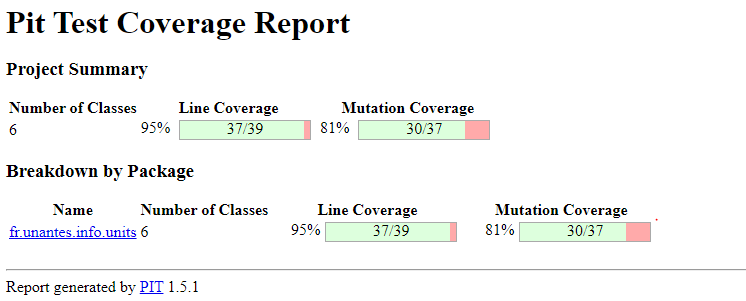 Pit Test Coverage Report
Project Summary
Number of Classes Line Coverage Mutation Coverage
6 95% 37/39 81% 30/37
Breakdown by Package
Name Number of Classes Line Coverage Mutation Coverage
fr.unantes.info.units 6 95% 37/39 81% 30/37
Report generated by PIT 1.5.1